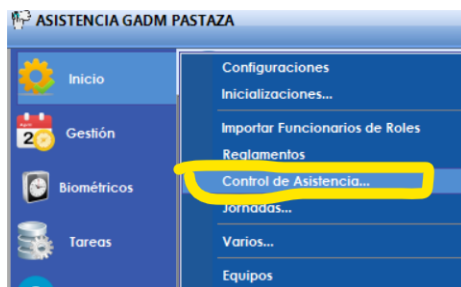 ASISTENCIA GADM PASTAZA
Inicio
Gestión
2
Biométricos
Tareas
Configuraciones
Inicializaciones...
Importar Funcionarios de Roles
Reglamentos
Control de Asistencia...
Jornadas...
Varios...
Equipos